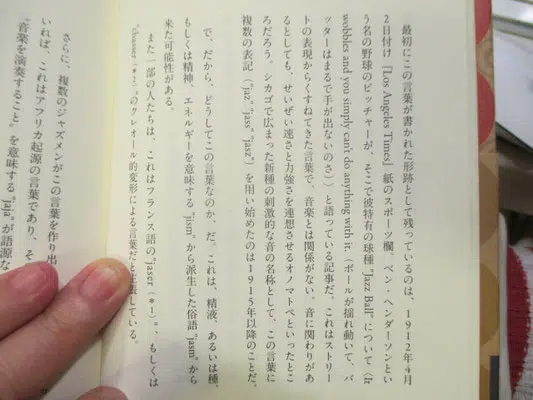 最初にこの言葉が書かれた形跡として残っているのは、1912年4月
2日付け『Los Angeles Times』紙のスポーツ欄、ベン・ヘンダーソンとい
う名の野球のピッチャーが、そこで彼特有の球種 "Jazz Ball" について（It
wobbles and you simply can't do anything with it.（ボールが揺れ動いて、バ
ッターはまるで手が出ないのさ））と語っている記事だ。これはストリー
トの表現からくすねてきた言葉で、音楽とは関係がない。音に関わりがあ
るとしても、せいぜい速さと力強さを連想させるオノマトペといったとこ
ろだろう。シカゴで広まった新種の刺激的な音の名称として、この言葉に
複数の表記（"jaz" "jass" "jasz"）を用い始めたのは1915年以降のことだ。
で、だから、どうしてこの言葉なのか、だ。これは、精液、あるいは種、
もしくは精神、エネルギーを意味する "jism" から派生した俗語 "jasm" から
来た可能性がある。
また一部の人たちは、これはフランス語の "jaser（*1）"、もしくは
"chasser（*2）" のクレオール的変形による言葉だと主張している。
さらに、複数のジャズメンがこの言葉を作り出
いれば、これはアフリカ起源の言葉であり、そ
"音楽を演奏すること" を意味する "jaja" が語源な